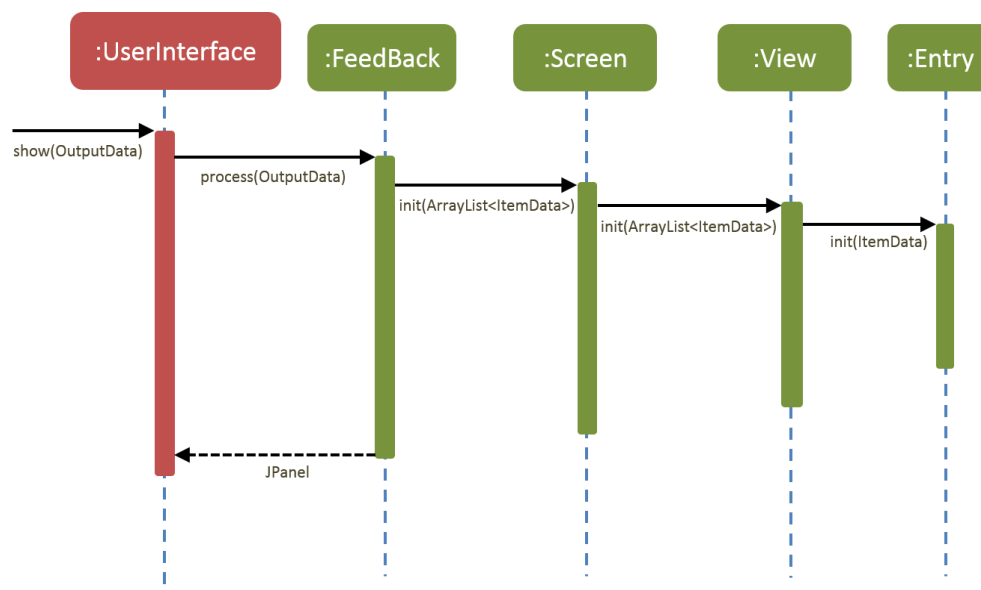 :UserInterface
:FeedBack
:Screen
:View
:Entry
show(OutputData)
process(OutputData)
init(ArrayList<ItemData>)
init(ArrayList<ItemData>)
init(ItemData)
JPanel